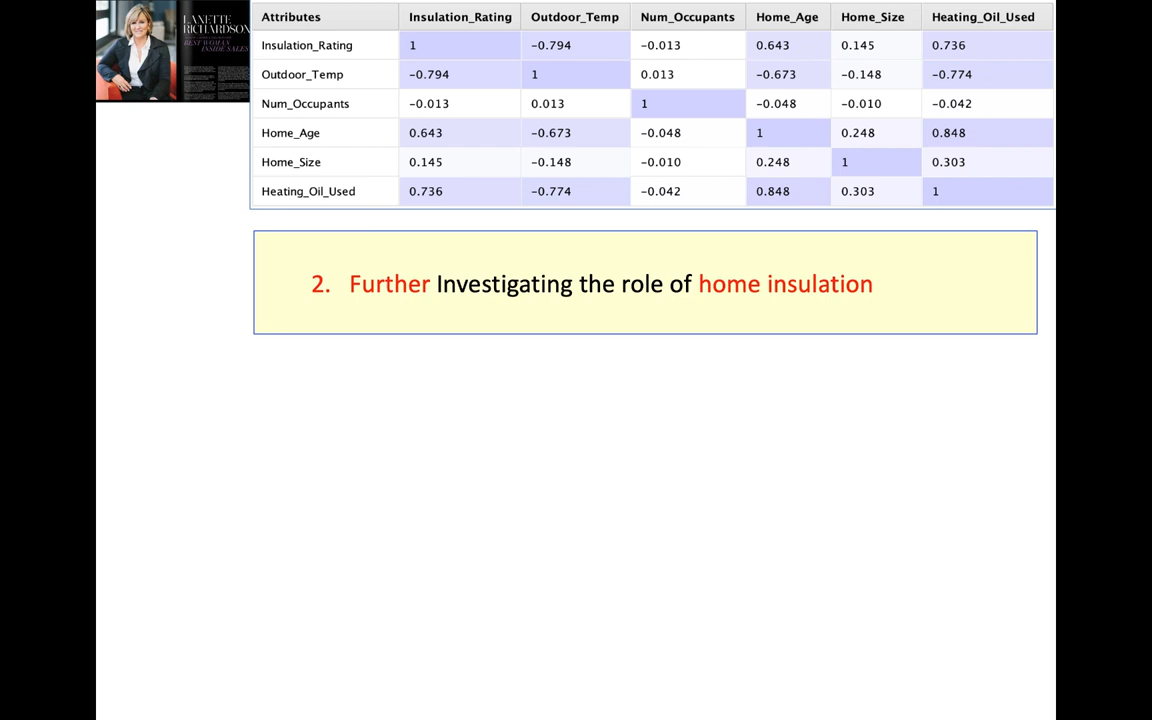 LANETTE
RICHARDSON
BEST WOMAN
INSIDE SALES
Attributes Insulation_Rating Outdoor_Temp Num_Occupants Home_Age Home_Size Heating_Oil_Used
Insulation_Rating 1 -0.794 -0.013 0.643 0.145 0.736
Outdoor_Temp -0.794 1 0.013 -0.673 -0.148 -0.774
Num_Occupants -0.013 0.013 1 -0.048 -0.010 -0.042
Home_Age 0.643 -0.673 -0.048 1 0.248 0.848
Home_Size 0.145 -0.148 -0.010 0.248 1 0.303
Heating_Oil_Used 0.736 -0.774 -0.042 0.848 0.303 1
2. Further Investigating the role of home insulation